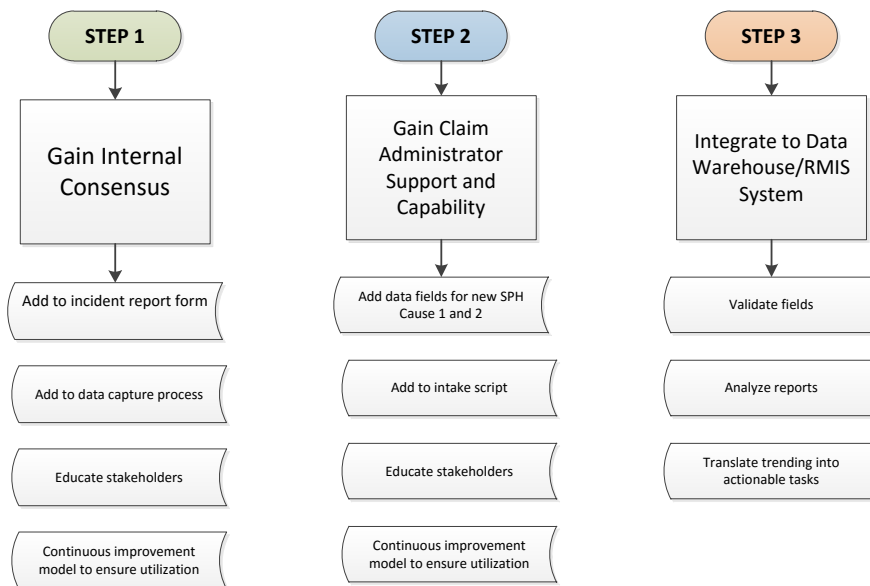 STEP 1
Gain Internal
Consensus
Add to incident report form
Add to data capture process
Educate stakeholders
Continuous improvement
model to ensure utilization
STEP 2
Gain Claim
Administrator
Support and
Capability
Add data fields for new SPH
Cause 1 and 2
Add to intake script
Educate stakeholders
Continuous improvement
model to ensure utilization
STEP 3
Integrate to Data
Warehouse/RMIS
System
Validate fields
Analyze reports
Translate trending into
actionable tasks